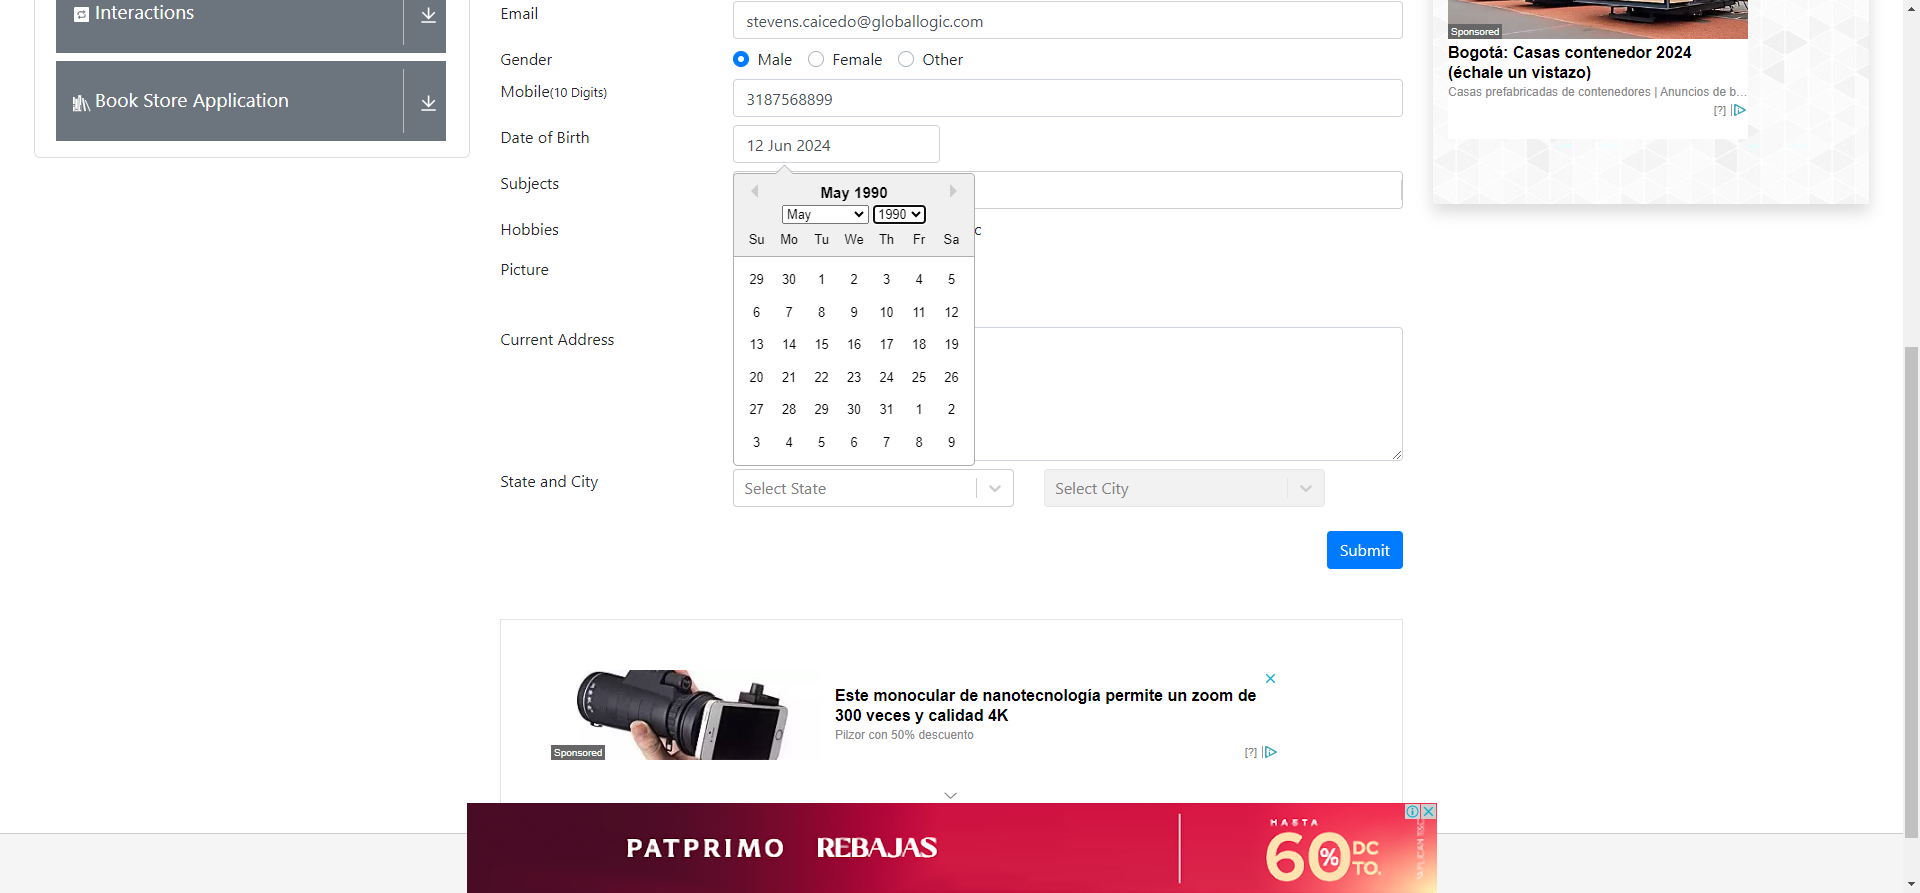 Interactions
Book Store Application
Email
stevens.caicedo@globallogic.com
Gender
Male Female Other
Mobile(10 Digits)
3187568899
Date of Birth
12 Jun 2024
May 1990
May 1990
Su Mo Tu We Th Fr Sa
29 30 1 2 3 4 5
6 7 8 9 10 11 12
13 14 15 16 17 18 19
20 21 22 23 24 25 26
27 28 29 30 31 1 2
3 4 5 6 7 8 9
Subjects
Hobbies
c
Picture
Current Address
State and City
Select State
Select City
Submit
Sponsored
Bogotá: Casas contenedor 2024
(échale un vistazo)
Casas prefabricadas de contenedores | Anuncios de b...
[?]
Sponsored
Este monocular de nanotecnología permite un zoom de
300 veces y calidad 4K
Pilzor con 50% descuento
[?]
PATPRIMO REBAJAS
HASTA
60% DC
TO.